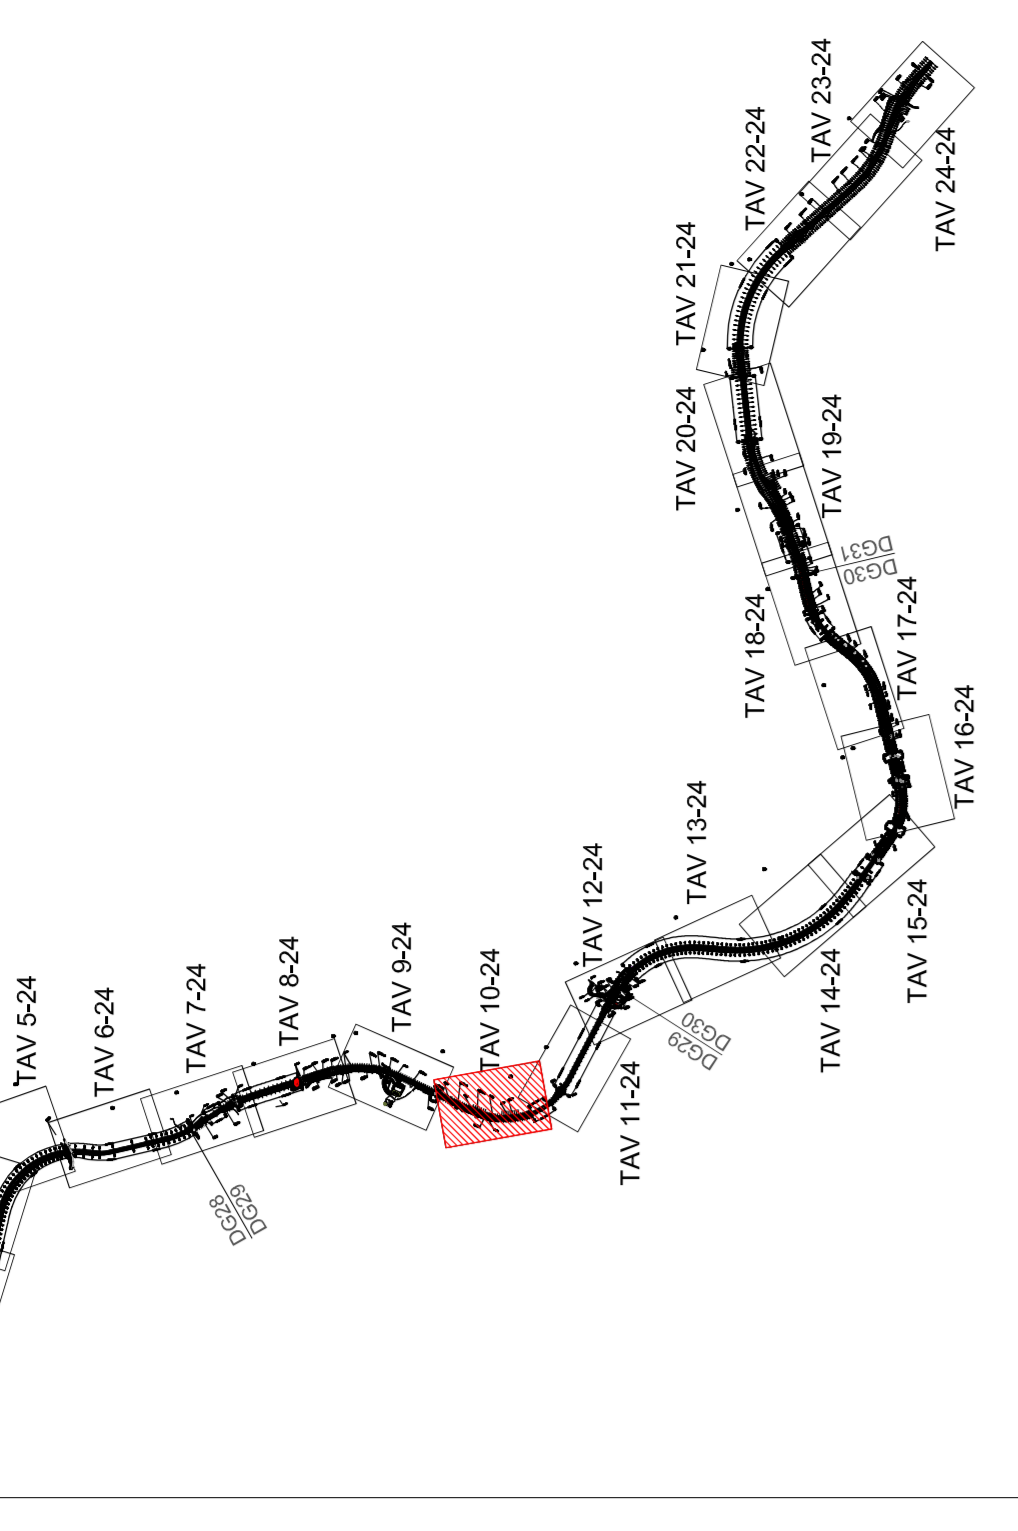 TAV 5-24
TAV 6-24
TAV 7-24
TAV 8-24
TAV 9-24
TAV 10-24
TAV 11-24
TAV 12-24
TAV 13-24
TAV 14-24
TAV 15-24
TAV 16-24
TAV 17-24
TAV 18-24
TAV 19-24
TAV 20-24
TAV 21-24
TAV 22-24
TAV 23-24
TAV 24-24
DG28
DG29
DG29
DG30
DG30
DG31